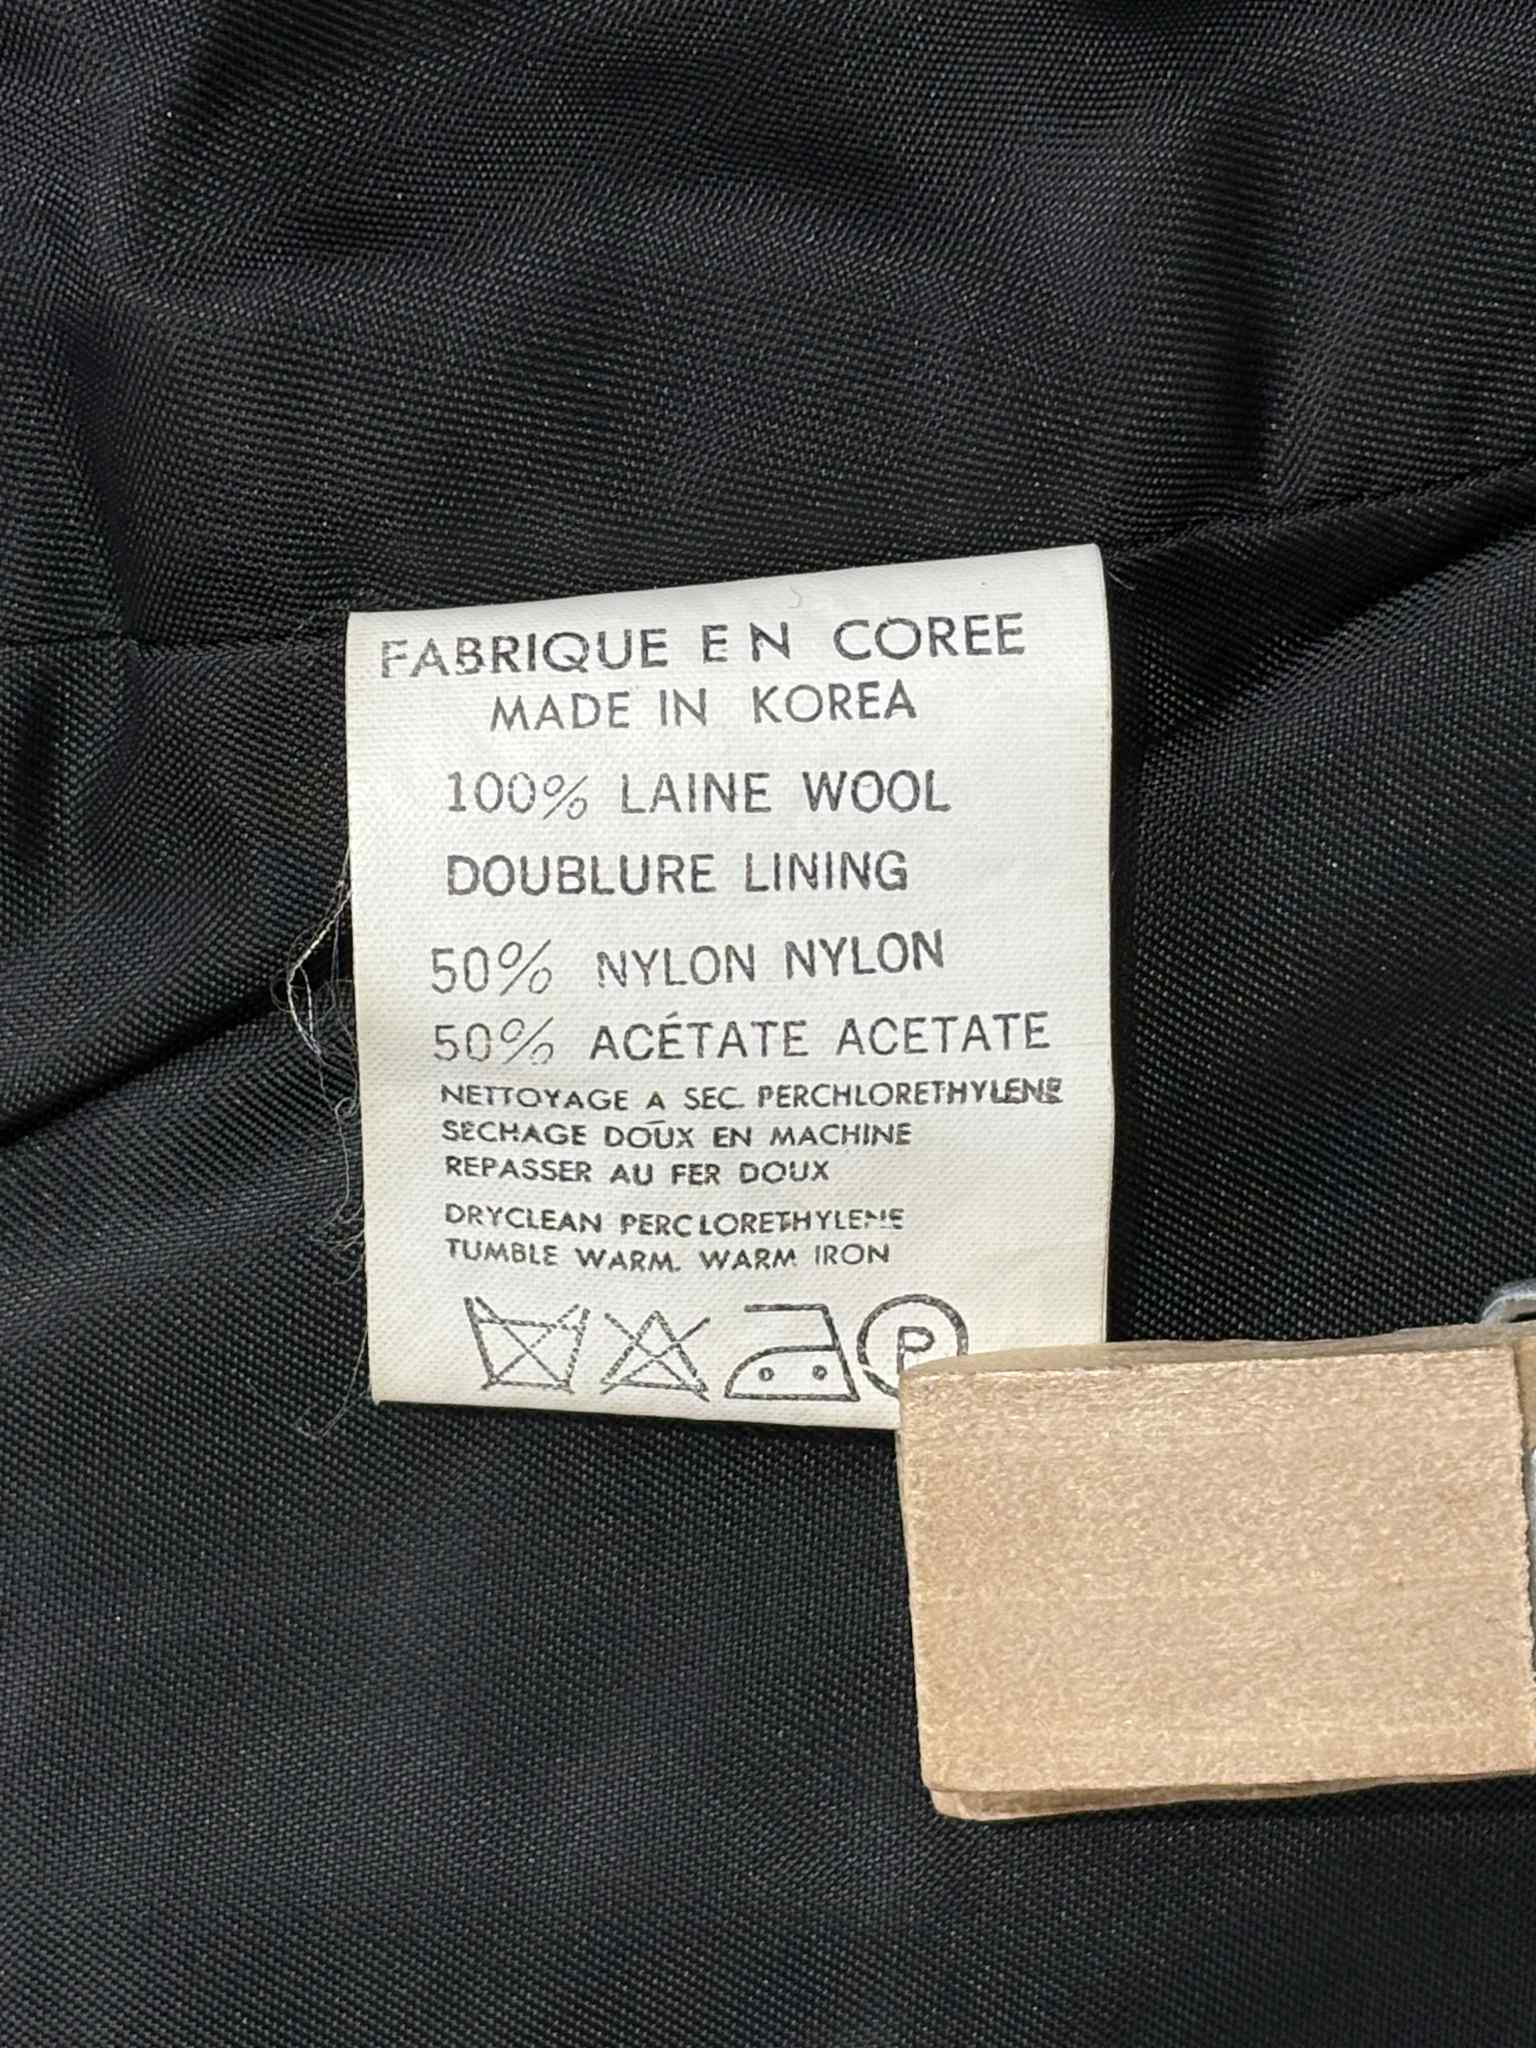 FABRIQUE EN COREE
MADE IN KOREA
100% LAINE WOOL
DOUBLURE LINING
50% NYLON NYLON
50% ACÉTATE ACETATE
NETTOYAGE A SEC. PERCHLORETHYLENE
SECHAGE DOUX EN MACHINE
REPASSER AU FER DOUX
DRYCLEAN PERCLORETHYLENE
TUMBLE WARM. WARM IRON
P